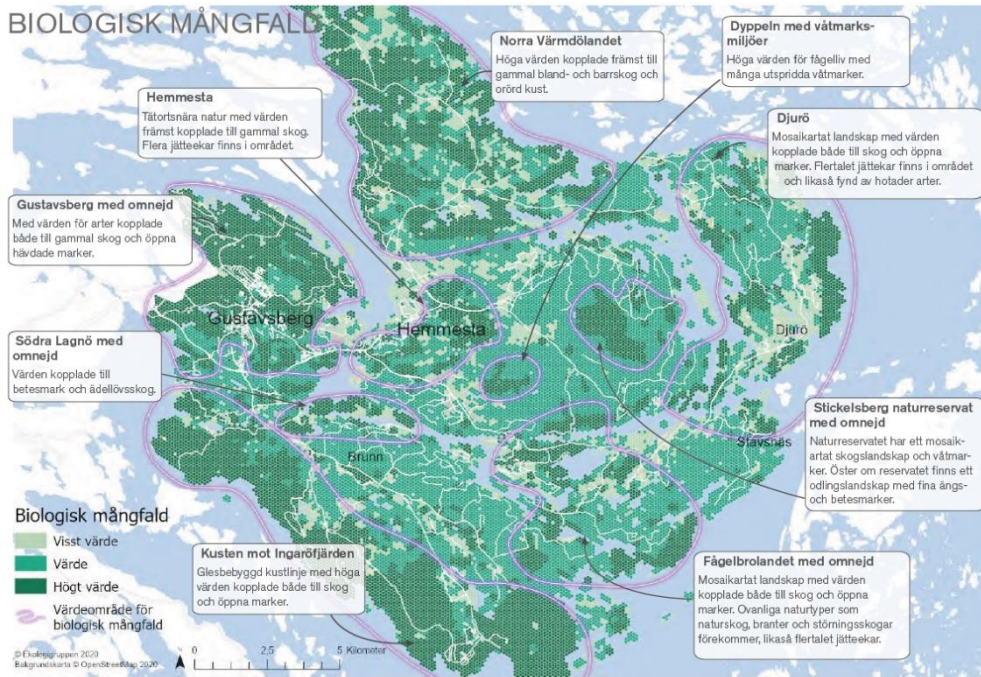 BIOLOGISK MÅNGFALD
Norra Värmdölandet
Höga värden kopplade främst till
gammal bland- och barrskog och
orörd kust.
Dyppeln med våtmarks-
miljöer
Höga värden för fågelliv med
många utspridda våtmarker.
Hemmesta
Tätortsnära natur med värden
främst kopplade till gammal skog.
Flera jätteekar finns i området.
Djurö
Mosaikartat landskap med värden
kopplade både till skog och öppna
marker. Flertalet jättekar finns i området
och likaså fynd av hotader arter.
Gustavsberg med omnejd
Med värden för arter kopplade
både till gammal skog och öppna
hävdade marker.
Gustavsberg
Hemmesta
Djurö
Södra Lagnö med
omnejd
Värden kopplade till
betesmark och ädellövsskog.
Stickelsberg naturreservat
med omnejd
Naturreservatet har ett mosaik-
artat skogslandskap och våtmar-
ker. Öster om reservatet finns ett
odlingslandskap med fina ängs-
och betesmarker.
Stavsnäs
Brunn
Biologisk mångfald
Visst värde
Värde
Högt värde
Värdeområde för
biologisk mångfald
Kusten mot Ingaröfjärden
Glesbebyggd kustlinje med höga
värden kopplade både till skog
och öppna marker.
Fågelbrolandet med omnejd
Mosaikartat landskap med värden
kopplade både till skog och öppna
marker. Ovanliga naturtyper som
naturskog, branter och störningsskogar
förekommer, likaså flertalet jätteekar.
© Ekologigruppen 2020
Bakgrundskarta © OpenStreetMap 2020
N
0 2,5 5 Kilometer